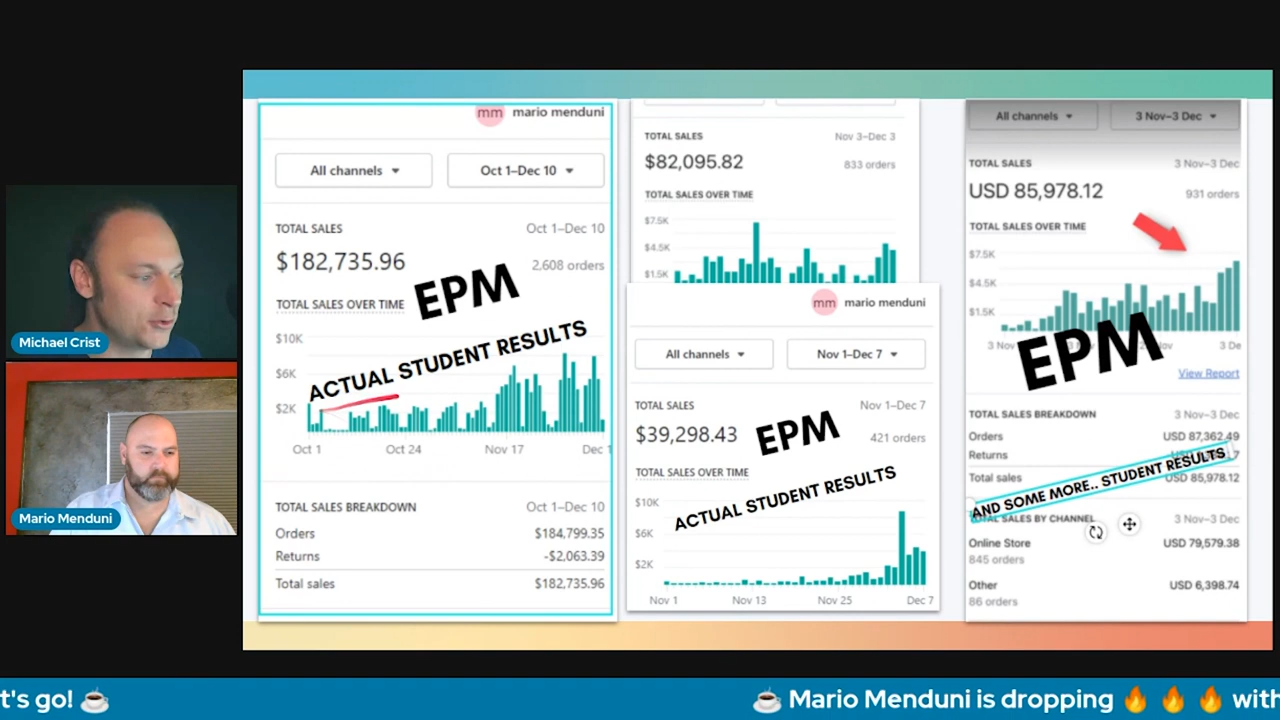 Michael Crist
Mario Menduni
mm mario menduni
All channels
Oct 1–Dec 10
TOTAL SALES
Oct 1–Dec 10
$182,735.96
2,608 orders
TOTAL SALES OVER TIME
EPM
ACTUAL STUDENT RESULTS
$10K
$6K
$2K
Oct 1
Oct 24
Nov 17
Dec 1
TOTAL SALES BREAKDOWN
Oct 1–Dec 10
Orders
$184,799.35
Returns
-$2,063.39
Total sales
$182,735.96
TOTAL SALES
Nov 3–Dec 3
$82,095.82
833 orders
TOTAL SALES OVER TIME
$7.5K
$4.5K
$1.5K
mm mario menduni
All channels
Nov 1–Dec 7
TOTAL SALES
Nov 1–Dec 7
$39,298.43
421 orders
TOTAL SALES OVER TIME
EPM
ACTUAL STUDENT RESULTS
$10K
$6K
$2K
Nov 1
Nov 13
Nov 25
Dec 7
All channels
3 Nov–3 Dec
TOTAL SALES
3 Nov–3 Dec
USD 85,978.12
931 orders
TOTAL SALES OVER TIME
$7.5K
$4.5K
$1.5K
3 Nov
3 De
EPM
View Report
TOTAL SALES BREAKDOWN
3 Nov–3 Dec
Orders
USD 87,362.49
Returns
Total sales
USD 85,978.12
AND SOME MORE.. STUDENT RESULTS
TOTAL SALES BY CHANNEL
3 Nov–3 Dec
Online Store
USD 79,579.38
845 orders
Other
USD 6,398.74
86 orders
t's go! ☕
☕ Mario Menduni is dropping 🔥 🔥 🔥 with